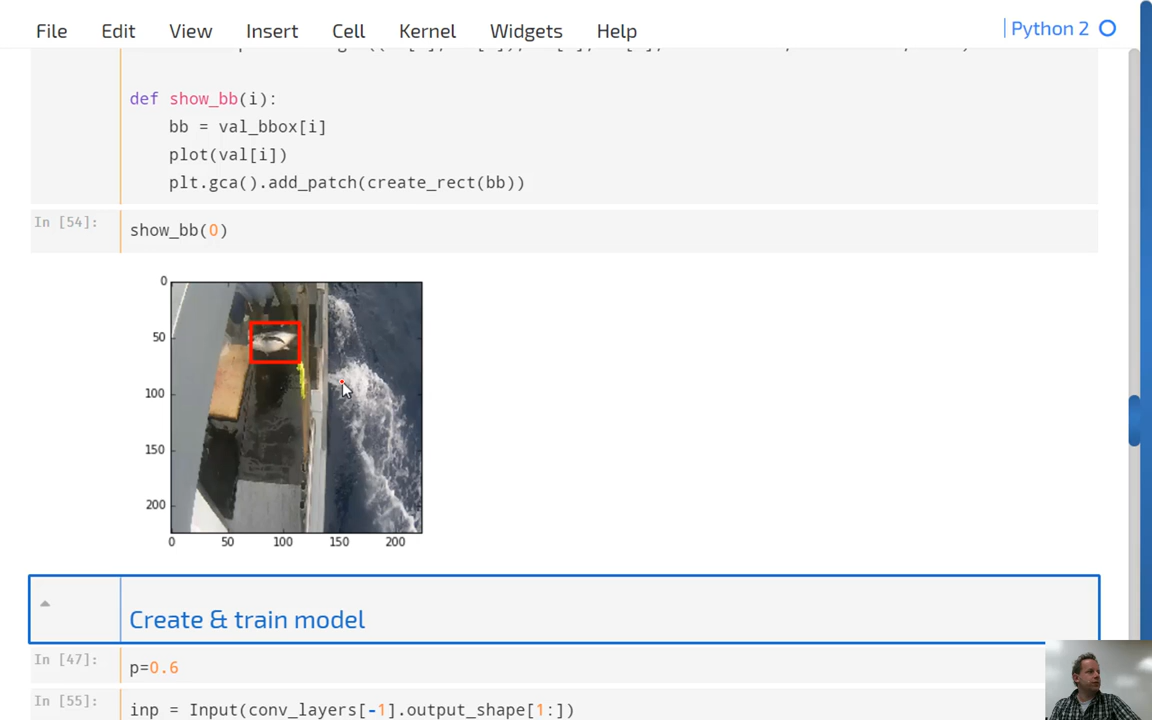 File Edit View Insert Cell Kernel Widgets Help Python 2
def show_bb(i):
bb = val_bbox[i]
plot(val[i])
plt.gca().add_patch(create_rect(bb))
In [54]: show_bb(0)
0
50
100
150
200
0 50 100 150 200
Create & train model
In [47]: p=0.6
In [55]: inp = Input(conv_layers[-1].output_shape[1:])